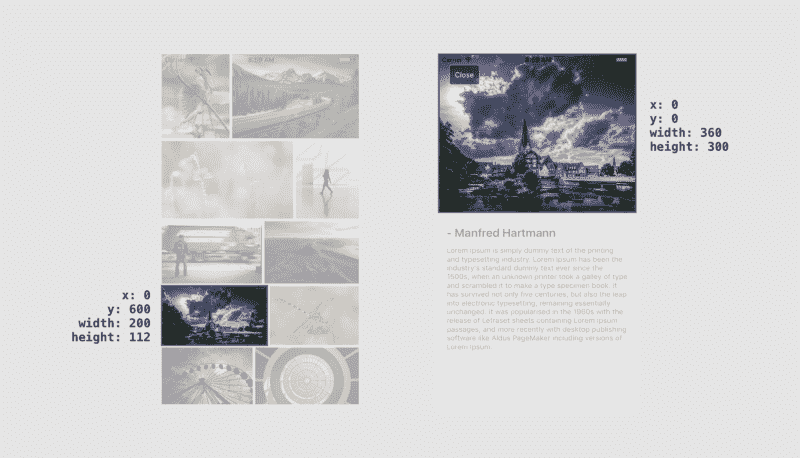 Carrier
8:59 AM
x: 0
y: 600
width: 200
height: 112
Carrier
8:59 AM
Close
x: 0
y: 0
width: 360
height: 300
- Manfred Hartmann
Lorem Ipsum is simply dummy text of the printing
and typesetting industry. Lorem Ipsum has been the
industry's standard dummy text ever since the
1500s, when an unknown printer took a galley of type
and scrambled it to make a type specimen book. It
has survived not only five centuries, but also the leap
into electronic typesetting, remaining essentially
unchanged. It was popularised in the 1960s with the
release of Letraset sheets containing Lorem Ipsum
passages, and more recently with desktop publishing
software like Aldus PageMaker including versions of
Lorem Ipsum.